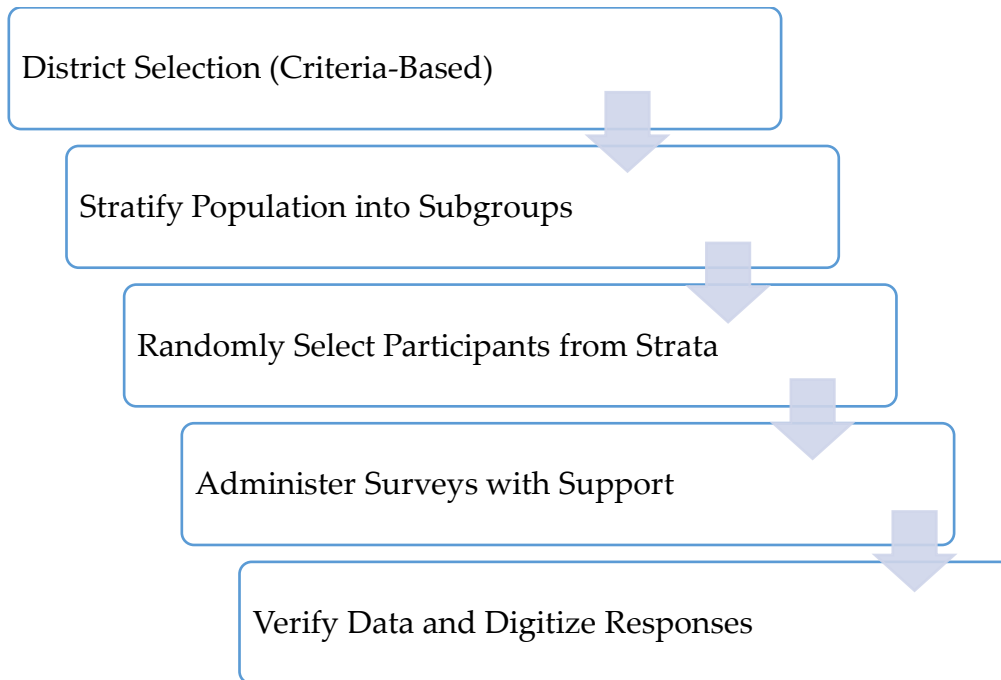 District Selection (Criteria-Based)
Stratify Population into Subgroups
Randomly Select Participants from Strata
Administer Surveys with Support
Verify Data and Digitize Responses